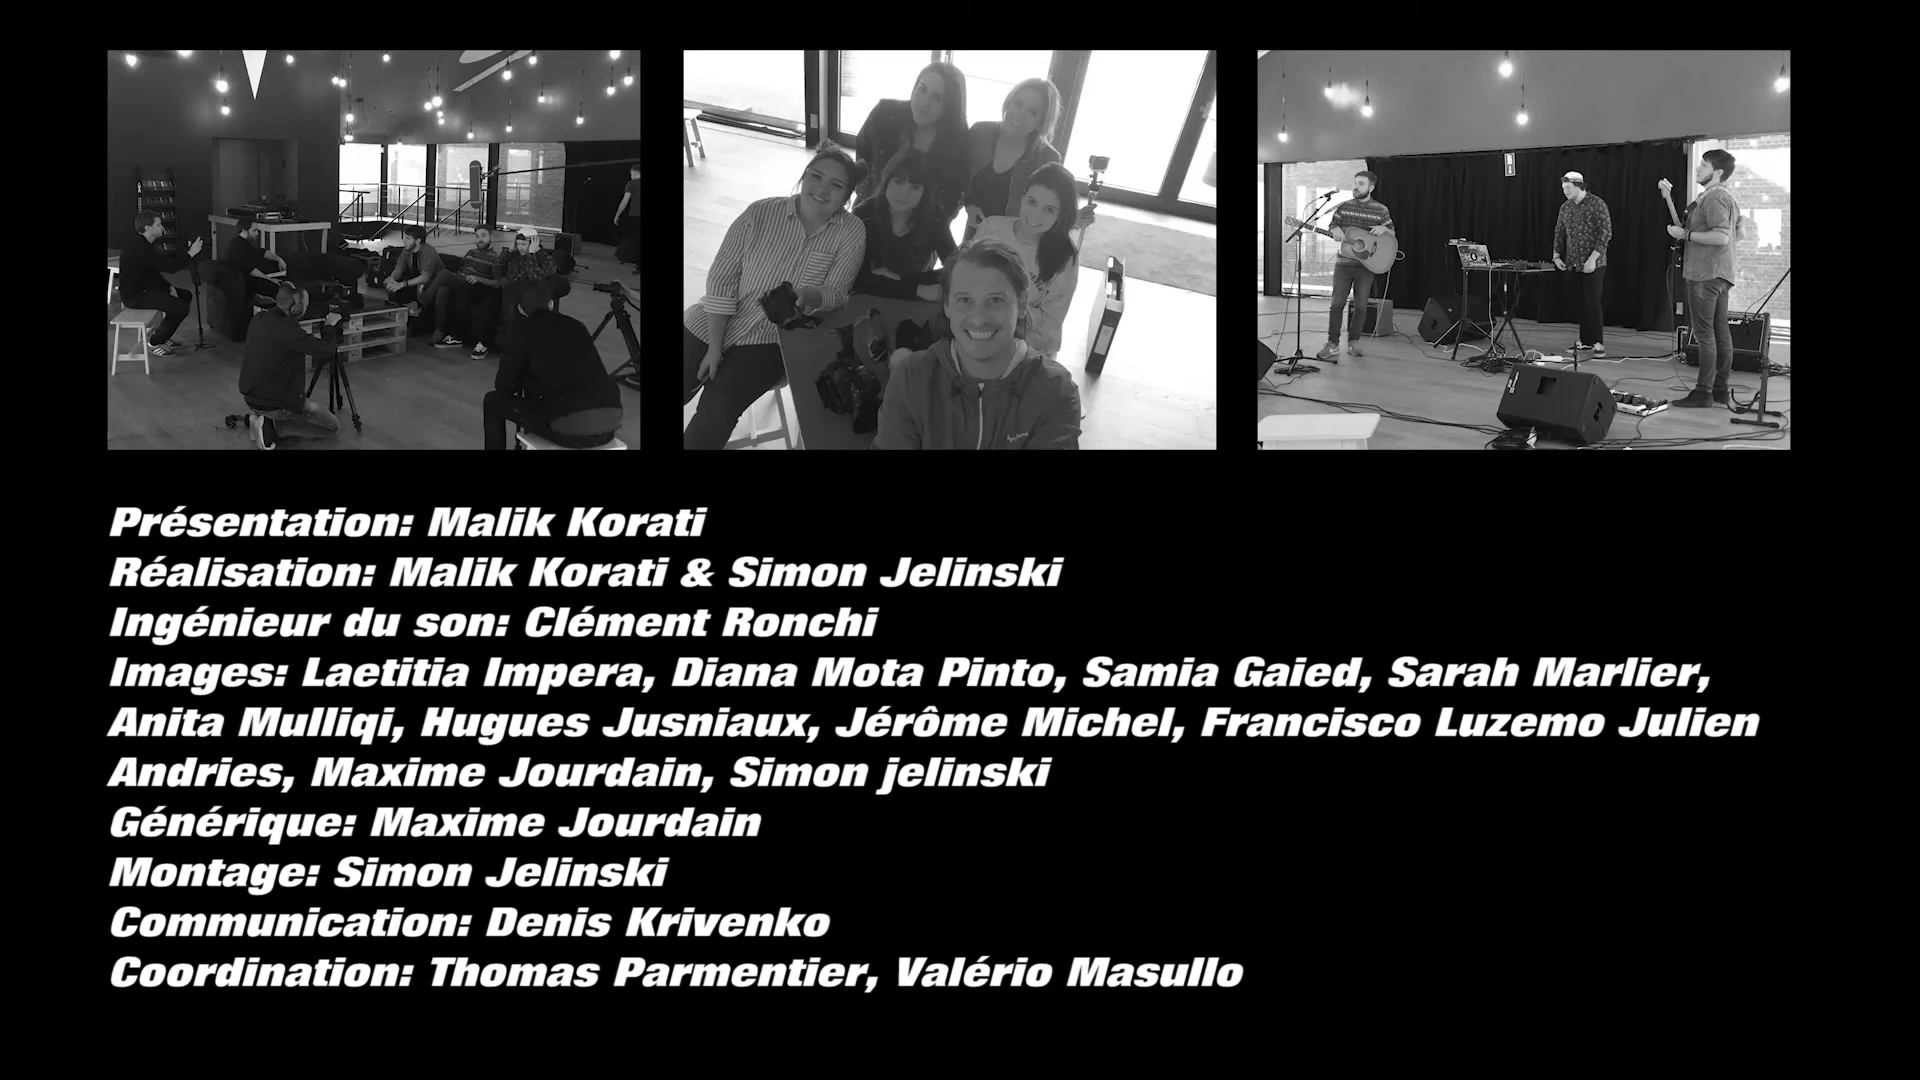 Présentation: Malik Korati
Réalisation: Malik Korati & Simon Jelinski
Ingénieur du son: Clément Ronchi
Images: Laetitia Impera, Diana Mota Pinto, Samia Gaied, Sarah Marlier,
Anita Mulliqi, Hugues Jusniaux, Jérôme Michel, Francisco Luzemo Julien
Andries, Maxime Jourdain, Simon jelinski
Générique: Maxime Jourdain
Montage: Simon Jelinski
Communication: Denis Krivenko
Coordination: Thomas Parmentier, Valério Masullo